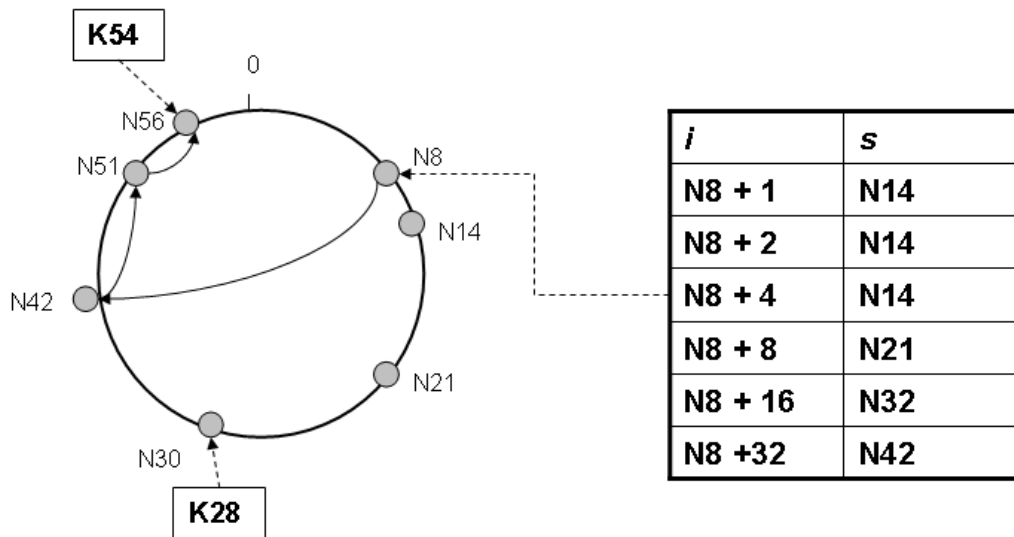 K54
0
N56
N51
N8
N14
N42
N21
N30
K28
i s
N8 + 1 N14
N8 + 2 N14
N8 + 4 N14
N8 + 8 N21
N8 + 16 N32
N8 +32 N42